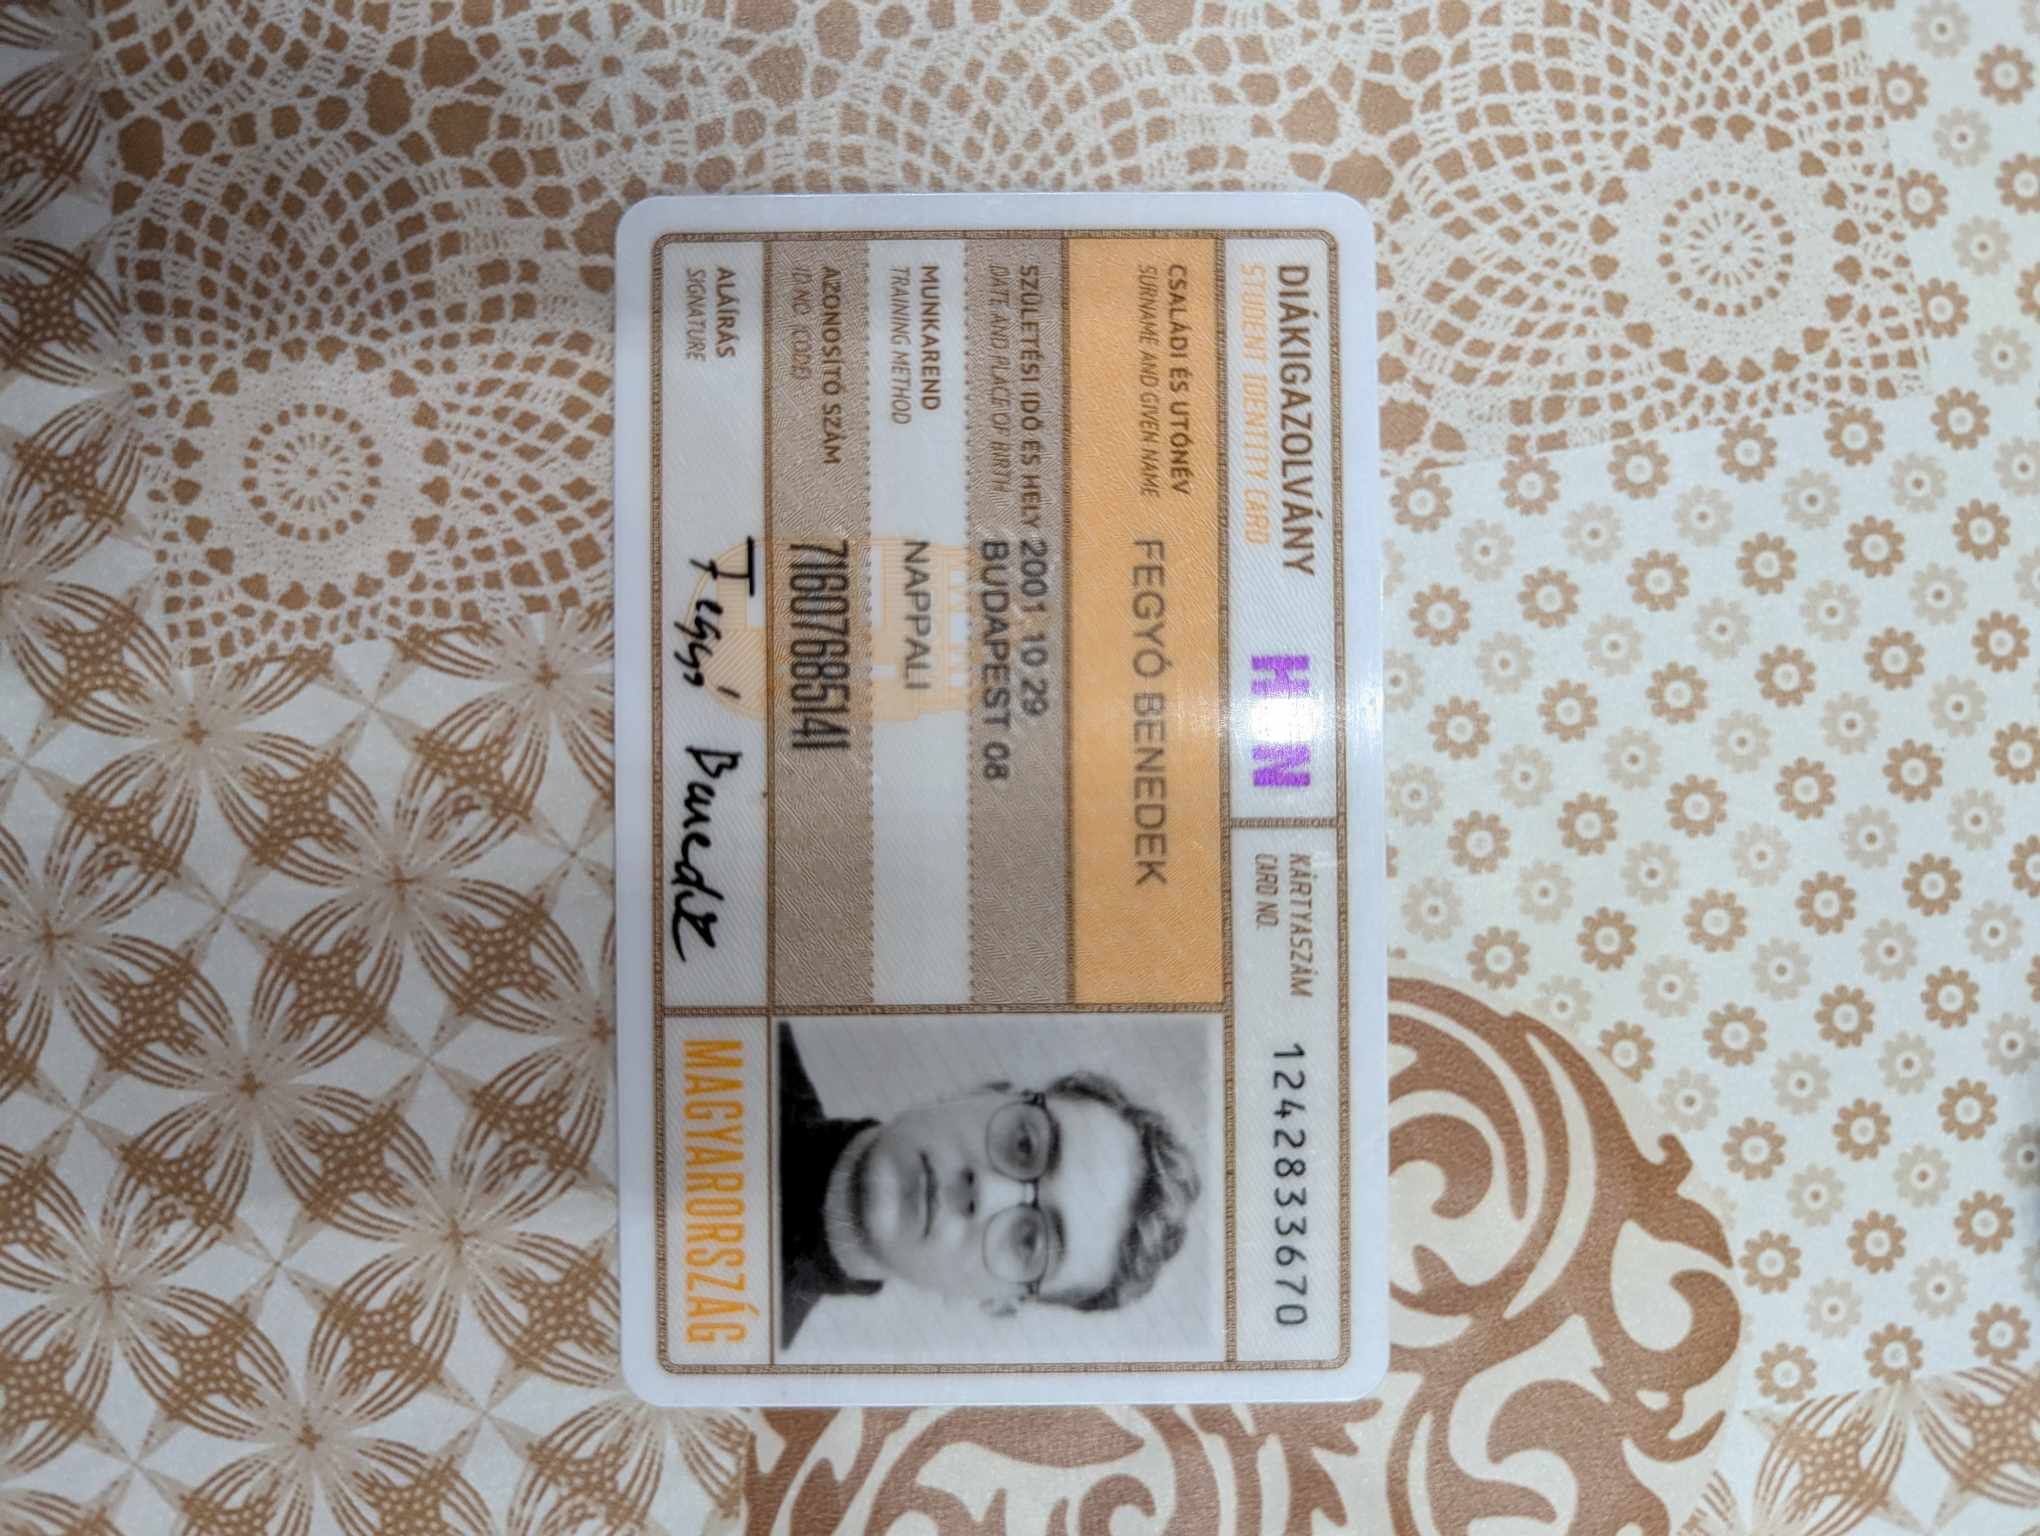 DIÁKIGAZOLVÁNY
STUDENT IDENTITY CARD
KÁRTYASZÁM
CARD NO.
1242833670
CSALÁDI ÉS UTÓNÉV
SURNAME AND GIVEN NAME
FEGYÓ BENEDEK
SZÜLETÉSI IDŐ ÉS HELY
DATE AND PLACE OF BIRTH
2001 10 29
BUDAPEST 08
MUNKAREND
TRAINING METHOD
NAPPALI
AZONOSÍTÓ SZÁM
ID NO (CODE)
71607685141
ALÁÍRÁS
SIGNATURE
Fegyó Benedek
MAGYARORSZÁG